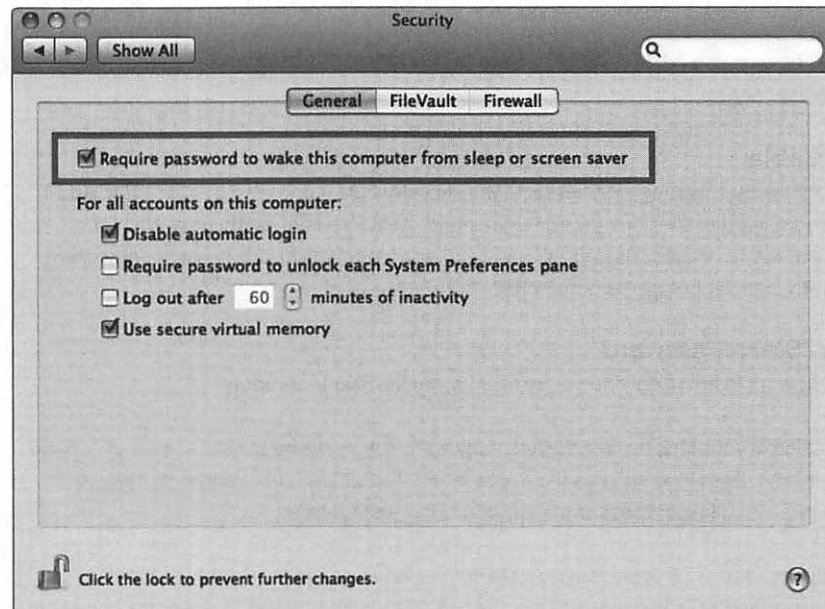 Security
Show All
General FileVault Firewall
Require password to wake this computer from sleep or screen saver
For all accounts on this computer:
Disable automatic login
Require password to unlock each System Preferences pane
Log out after 60 minutes of inactivity
Use secure virtual memory
Click the lock to prevent further changes.
?